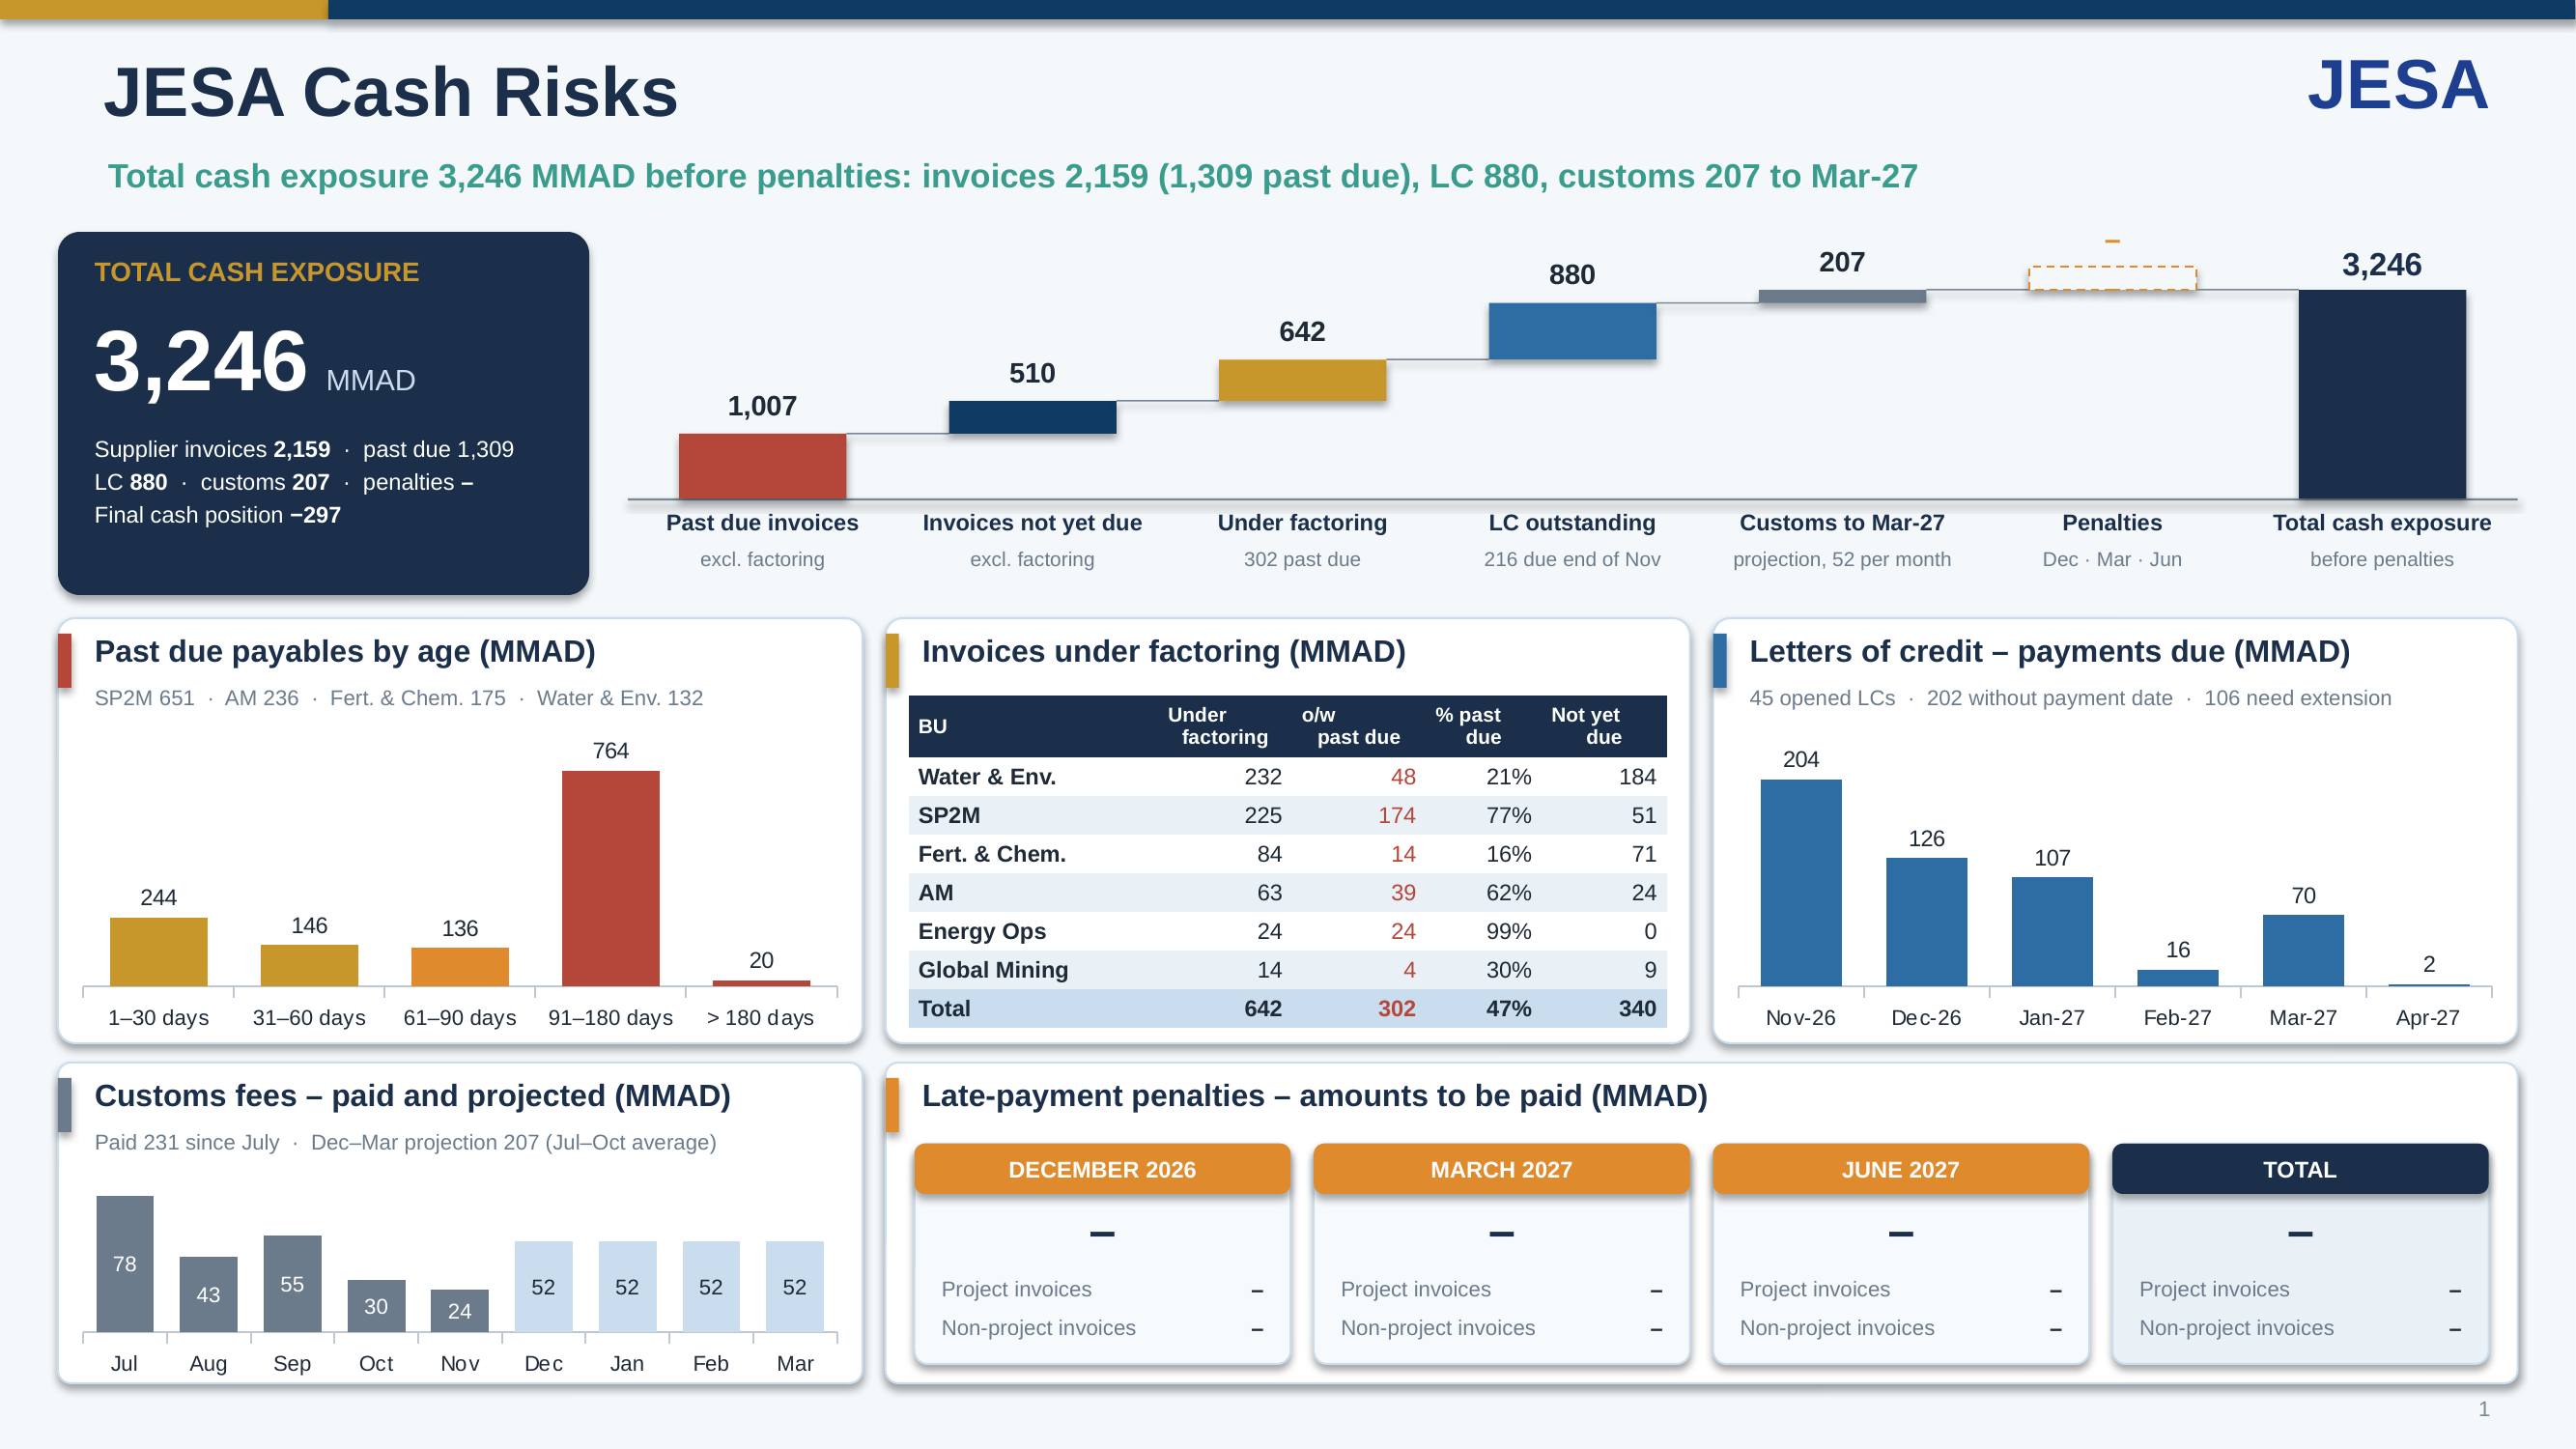 JESA Cash Risks
JESA
Total cash exposure 3,246 MMAD before penalties: invoices 2,159 (1,309 past due), LC 880, customs 207 to Mar-27
TOTAL CASH EXPOSURE
3,246 MMAD
Supplier invoices 2,159 · past due 1,309
LC 880 · customs 207 · penalties –
Final cash position −297
1,007
510
642
880
207
–
3,246
Past due invoices
excl. factoring
Invoices not yet due
excl. factoring
Under factoring
302 past due
LC outstanding
216 due end of Nov
Customs to Mar-27
projection, 52 per month
Penalties
Dec · Mar · Jun
Total cash exposure
before penalties
Past due payables by age (MMAD)
SP2M 651 · AM 236 · Fert. & Chem. 175 · Water & Env. 132
244
146
136
764
20
1–30 days
31–60 days
61–90 days
91–180 days
> 180 days
Invoices under factoring (MMAD)
BU Under factoring o/w past due % past due Not yet due
Water & Env. 232 48 21% 184
SP2M 225 174 77% 51
Fert. & Chem. 84 14 16% 71
AM 63 39 62% 24
Energy Ops 24 24 99% 0
Global Mining 14 4 30% 9
Total 642 302 47% 340
Letters of credit – payments due (MMAD)
45 opened LCs · 202 without payment date · 106 need extension
204
126
107
16
70
2
Nov-26
Dec-26
Jan-27
Feb-27
Mar-27
Apr-27
Customs fees – paid and projected (MMAD)
Paid 231 since July · Dec–Mar projection 207 (Jul–Oct average)
78
43
55
30
24
52
52
52
52
Jul
Aug
Sep
Oct
Nov
Dec
Jan
Feb
Mar
Late-payment penalties – amounts to be paid (MMAD)
DECEMBER 2026
–
Project invoices –
Non-project invoices –
MARCH 2027
–
Project invoices –
Non-project invoices –
JUNE 2027
–
Project invoices –
Non-project invoices –
TOTAL
–
Project invoices –
Non-project invoices –
1